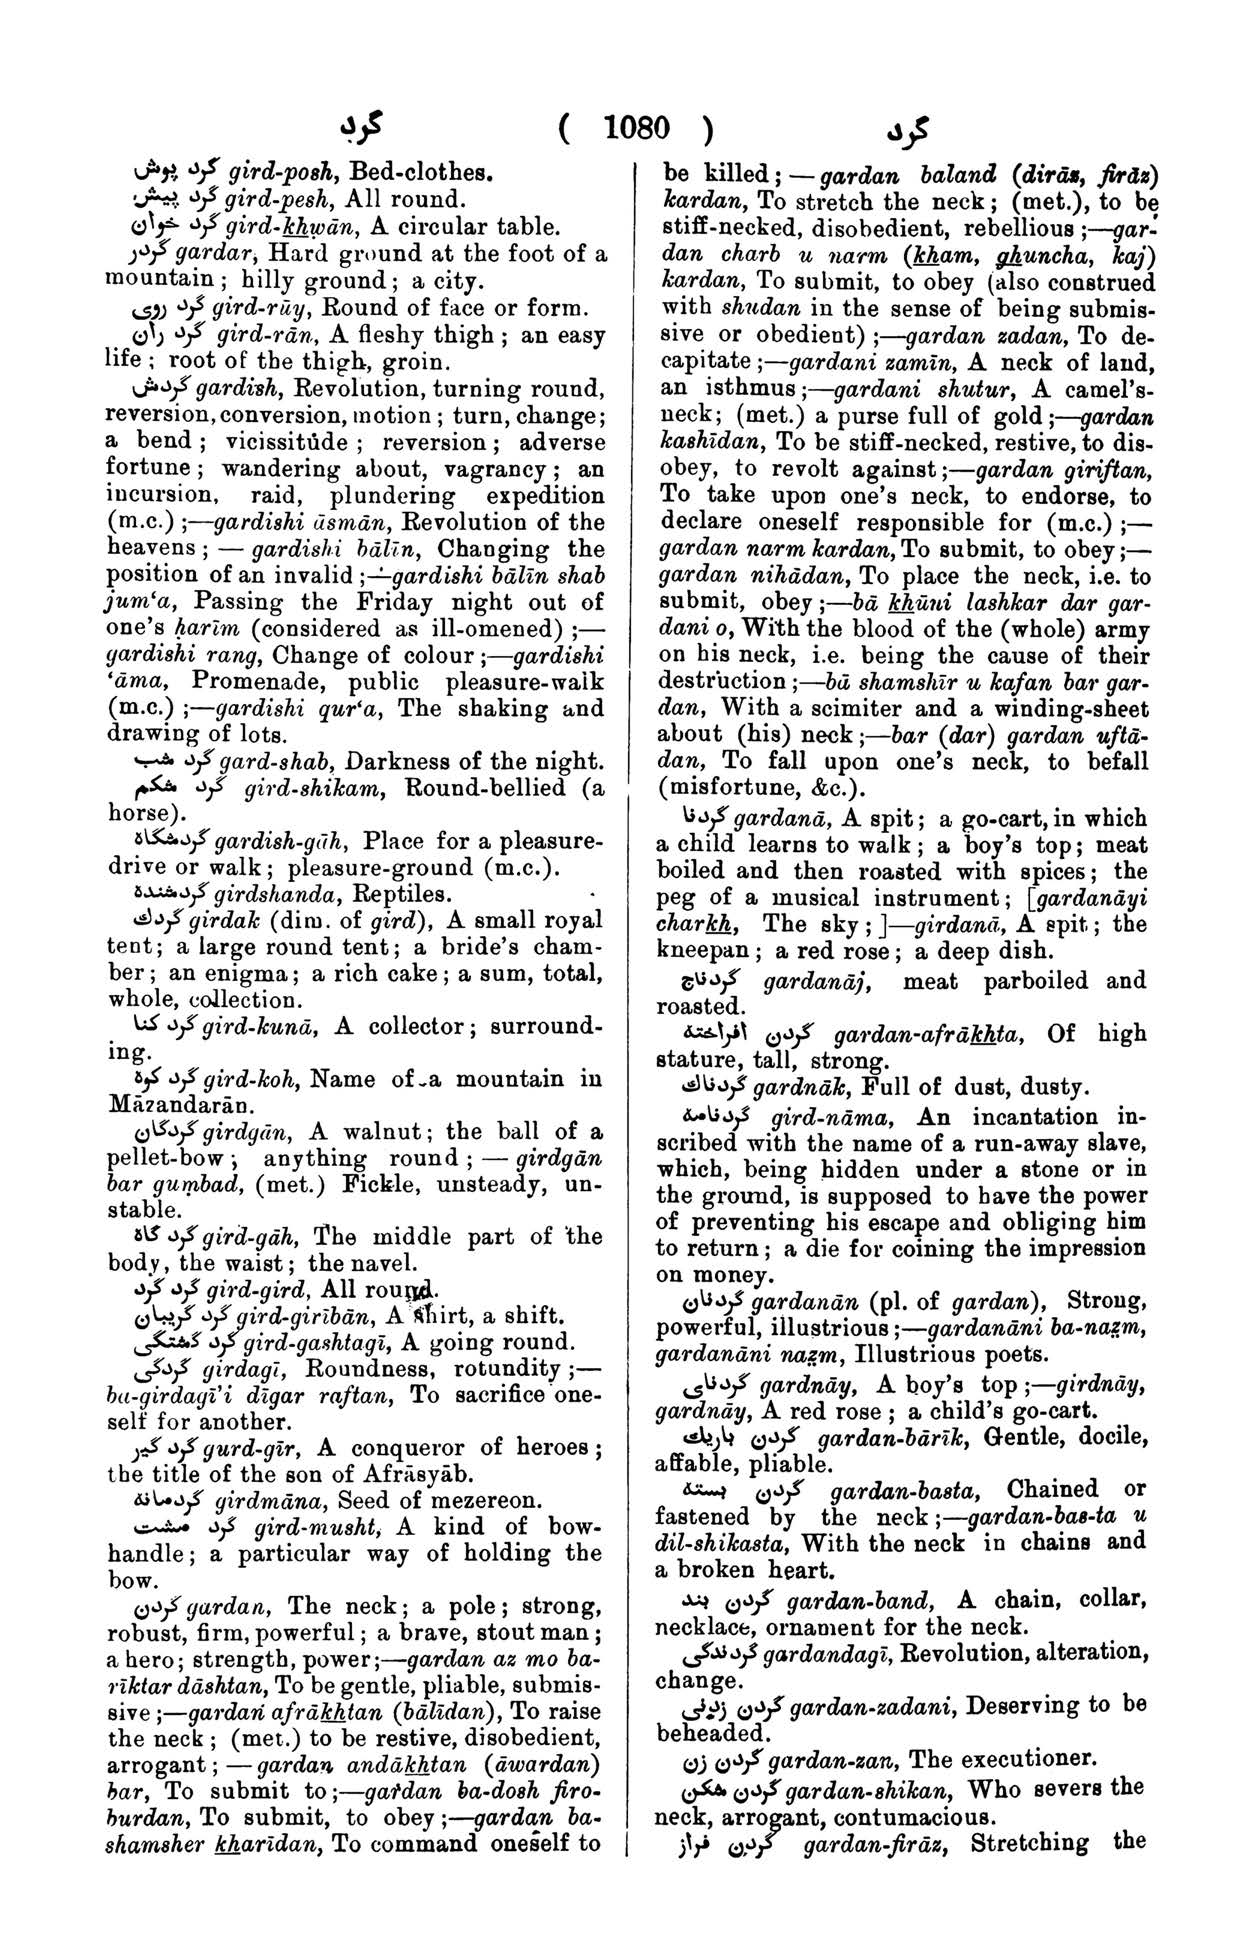 گرد ( 1080 ) گرد
گرد پوش gird-posh, Bed-clothes.
گرد پیش gird-pesh, All round.
گرد خوان gird-khwān, A circular table.
گردر gardar, Hard ground at the foot of a
mountain; hilly ground; a city.
گرد روی gird-rūy, Round of face or form.
گرد ران gird-rān, A fleshy thigh; an easy
life; root of the thigh, groin.
گردش gardish, Revolution, turning round,
reversion, conversion, motion; turn, change;
a bend; vicissitude; reversion; adverse
fortune; wandering about, vagrancy; an
incursion, raid, plundering expedition
(m.c.);—gardishi āsmān, Revolution of the
heavens;—gardishi bālīn, Changing the
position of an invalid;—gardishi bālīn shab
jum‘a, Passing the Friday night out of
one's ḥarīm (considered as ill-omened);—
gardishi rang, Change of colour;—gardishi
‘āma, Promenade, public pleasure-walk
(m.c.);—gardishi qur‘a, The shaking and
drawing of lots.
گرد شب gard-shab, Darkness of the night.
گرد شکم gird-shikam, Round-bellied (a
horse).
گردشگاه gardish-gāh, Place for a pleasure-
drive or walk; pleasure-ground (m.c.).
گردشنده girdshanda, Reptiles.
گردك girdak (dim. of gird), A small royal
tent; a large round tent; a bride's cham-
ber; an enigma; a rich cake; a sum, total,
whole, collection.
گرد کنا gird-kunā, A collector; surround-
ing.
گرد کوه gird-koh, Name of a mountain in
Māzandarān.
گردگان girdgān, A walnut; the ball of a
pellet-bow; anything round;—girdgān
bar gumbad, (met.) Fickle, unsteady, un-
stable.
گرد گاه gird-gāh, The middle part of the
body, the waist; the navel.
گرد گرد gird-gird, All round.
گرد گریبان gird-girībān, A shirt, a shift.
گرد گشتگی gird-gashtagī, A going round.
گردگی girdagī, Roundness, rotundity;—
ba-girdagī'i dīgar raftan, To sacrifice one-
self for another.
گرد گیر gurd-gīr, A conqueror of heroes;
the title of the son of Afrāsyāb.
گردمانه girdmāna, Seed of mezereon.
گرد مشت gird-musht, A kind of bow-
handle; a particular way of holding the
bow.
گردن gardan, The neck; a pole; strong,
robust, firm, powerful; a brave, stout man;
a hero; strength, power;—gardan az mo ba-
rīktar dāshtan, To be gentle, pliable, submis-
sive;—gardan afrākhtan (bālīdan), To raise
the neck; (met.) to be restive, disobedient,
arrogant;—gardan andākhtan (āwardan)
bar, To submit to;—gardan ba-dosh firo-
burdan, To submit, to obey;—gardan ba-
shamsher kharīdan, To command oneself to
be killed;—gardan baland (dirāz, firāz)
kardan, To stretch the neck; (met.), to be
stiff-necked, disobedient, rebellious;—gar-
dan charb u narm (kham, ghuncha, kaj)
kardan, To submit, to obey (also construed
with shudan in the sense of being submis-
sive or obedient);—gardan zadan, To de-
capitate;—gardani zamīn, A neck of land,
an isthmus;—gardani shutur, A camel's-
neck; (met.) a purse full of gold;—gardan
kashīdan, To be stiff-necked, restive, to dis-
obey, to revolt against;—gardan giriftan,
To take upon one's neck, to endorse, to
declare oneself responsible for (m.c.);—
gardan narm kardan, To submit, to obey;—
gardan nihādan, To place the neck, i.e. to
submit, obey;—bā khūni lashkar dar gar-
dani o, With the blood of the (whole) army
on his neck, i.e. being the cause of their
destruction;—bā shamshīr u kafan bar gar-
dan, With a scimiter and a winding-sheet
about (his) neck;—bar (dar) gardan uftā-
dan, To fall upon one's neck, to befall
(misfortune, &c.).
گردنا gardanā, A spit; a go-cart, in which
a child learns to walk; a boy's top; meat
boiled and then roasted with spices; the
peg of a musical instrument; [gardanāyi
charkh, The sky;]—girdanā, A spit; the
kneepan; a red rose; a deep dish.
گردناج gardanāj, meat parboiled and
roasted.
گردن افراخته gardan-afrākhta, Of high
stature, tall, strong.
گردناك gardnāk, Full of dust, dusty.
گردنامه gird-nāma, An incantation in-
scribed with the name of a run-away slave,
which, being hidden under a stone or in
the ground, is supposed to have the power
of preventing his escape and obliging him
to return; a die for coining the impression
on money.
گردنان gardanān (pl. of gardan), Strong,
powerful, illustrious;—gardanāni ba-naẓm,
gardanāni naẓm, Illustrious poets.
گردنای gardnāy, A boy's top;—girdnāy,
gardnāy, A red rose; a child's go-cart.
گردن باریك gardan-bārīk, Gentle, docile,
affable, pliable.
گردن بسته gardan-basta, Chained or
fastened by the neck;—gardan-bas-ta u
dil-shikasta, With the neck in chains and
a broken heart.
گردن بند gardan-band, A chain, collar,
necklace, ornament for the neck.
گردندگی gardandagī, Revolution, alteration,
change.
گردن زدنی gardan-zadani, Deserving to be
beheaded.
گردن زن gardan-zan, The executioner.
گردن شکن gardan-shikan, Who severs the
neck, arrogant, contumacious.
گردن فراز gardan-firāz, Stretching the